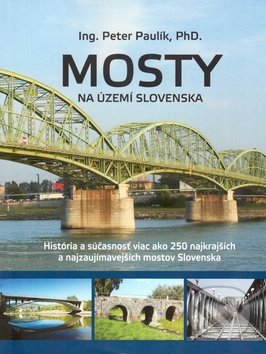 Ing. Peter Paulík, PhD.
MOSTY
NA ÚZEMÍ SLOVENSKA
História a súčasnosť viac ako 250 najkrajších
a najzaujímavejších mostov Slovenska